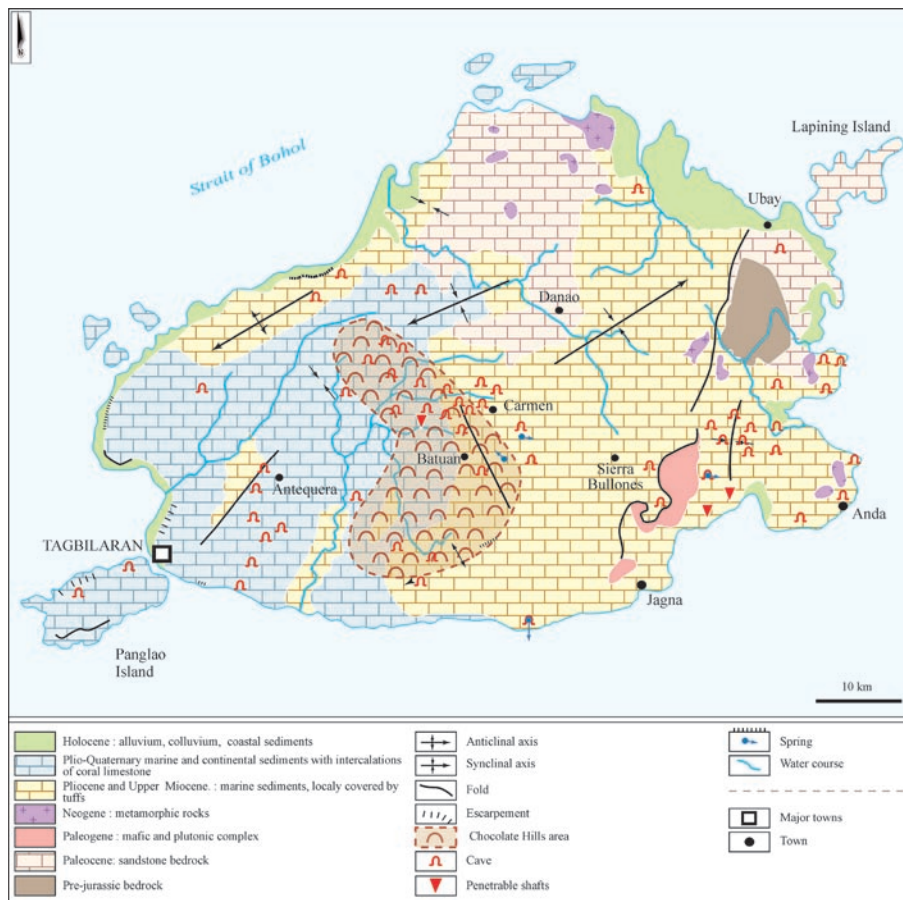 N
Strait of Bohol
Lapining Island
Ubay
Danao
Carmen
Batuan
Sierra
Bullones
Antequera
Anda
TAGBILARAN
Jagna
Panglao
Island
10 km
Holocene : alluvium, colluvium, coastal sediments
Plio-Quaternary marine and continental sediments with intercalations
of coral limestone
Pliocene and Upper Miocene. : marine sediments, localy covered by
tuffs
Neogene : metamorphic rocks
Paleogene : mafic and plutonic complex
Paleocene: sandstone bedrock
Pre-jurassic bedrock
Anticlinal axis
Synclinal axis
Fold
Escarpement
Chocolate Hills area
Cave
Penetrable shafts
Spring
Water course
Major towns
Town